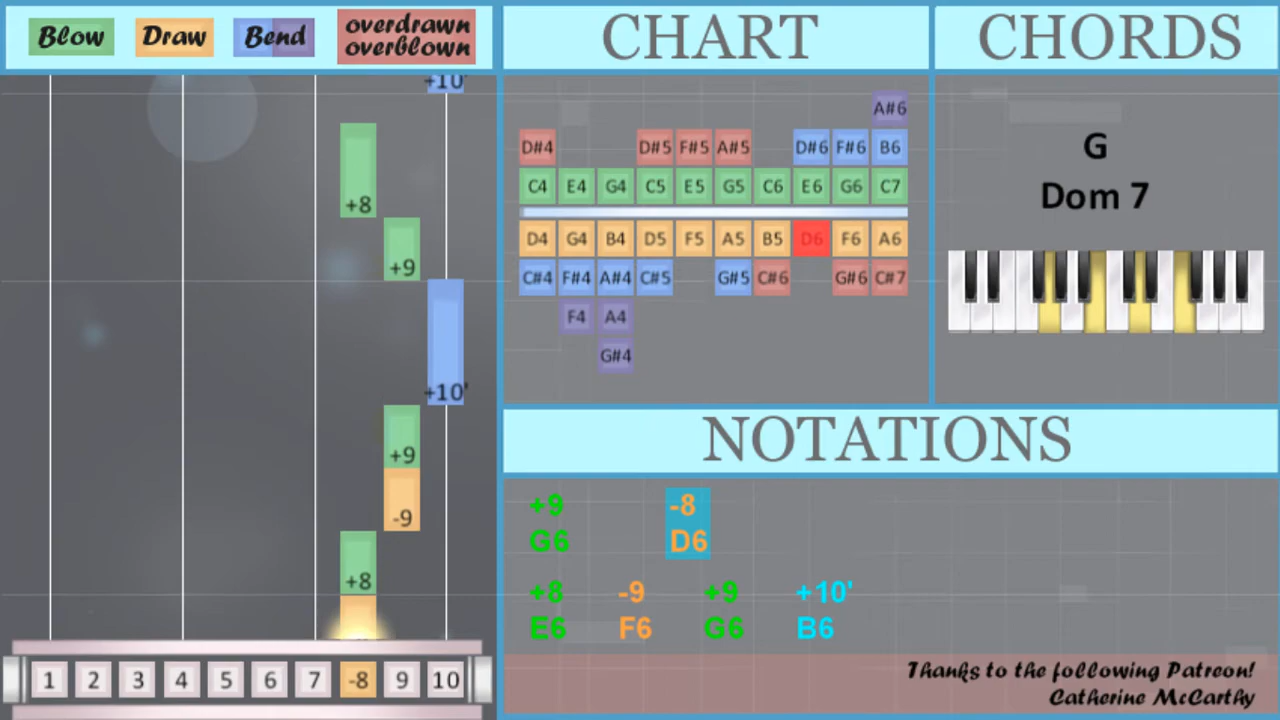 Blow Draw Bend overdrawn
overblown
+10'
+8
+9
+10'
+9
-9
+8
1 2 3 4 5 6 7 -8 9 10
CHART
A#6
D#4 D#5 F#5 A#5 D#6 F#6 B6
C4 E4 G4 C5 E5 G5 C6 E6 G6 C7
D4 G4 B4 D5 F5 A5 B5 D6 F6 A6
C#4 F#4 A#4 C#5 G#5 C#6 G#6 C#7
F4 A4
G#4
CHORDS
G
Dom 7
NOTATIONS
+9 -8
G6 D6
+8 -9 +9 +10'
E6 F6 G6 B6
Thanks to the following Patreon!
Catherine McCarthy